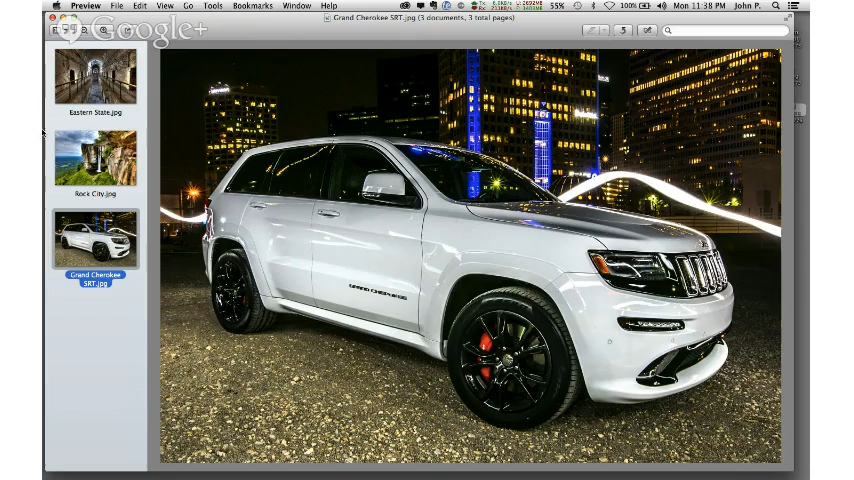 Preview File Edit View Go Tools Bookmarks Window Help
55% 100% Mon 11:38 PM John P.
Grand Cherokee SRT.jpg (3 documents, 3 total pages)
Google+
Eastern State.jpg
Rock City.jpg
Grand Cherokee
SRT.jpg
GRAND CHEROKEE